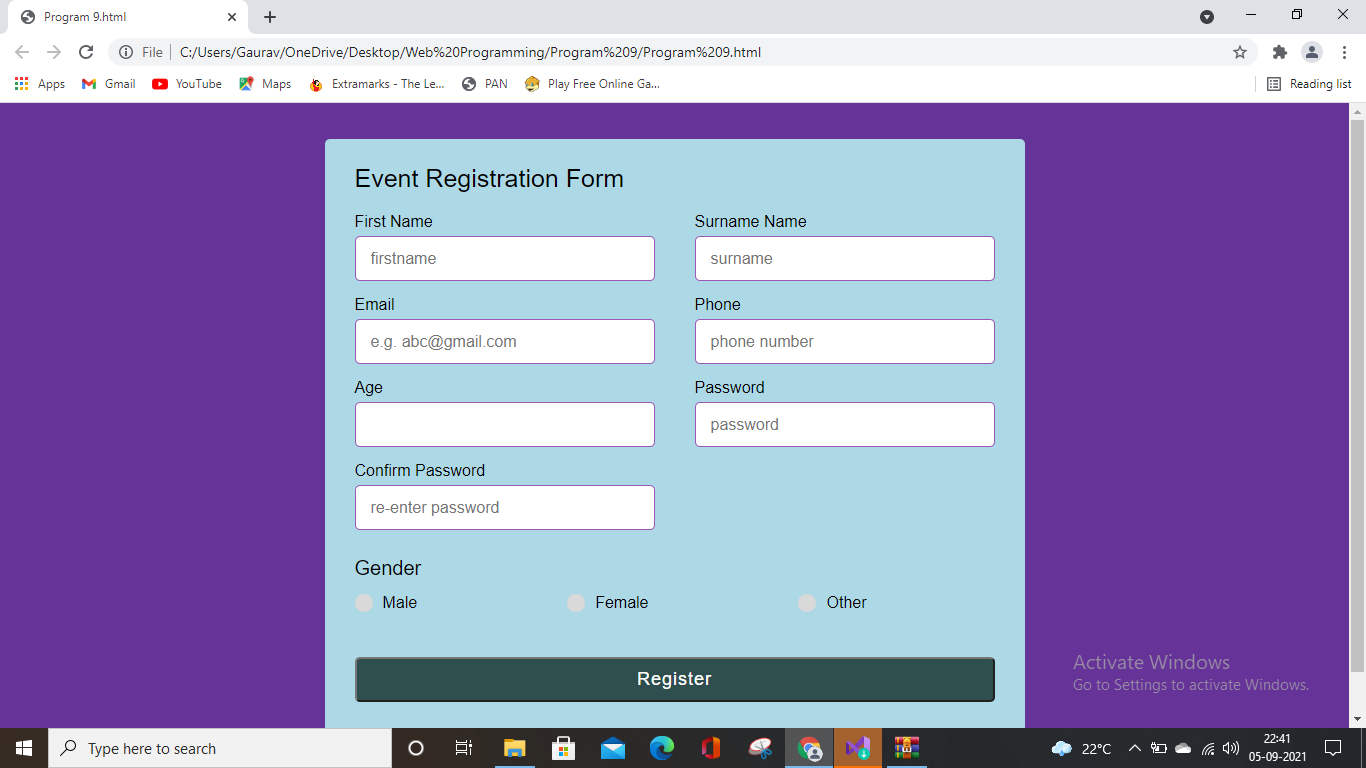 Program 9.html
File
C:/Users/Gaurav/OneDrive/Desktop/Web%20Programming/Program%209/Program%209.html
Apps
Gmail
YouTube
Maps
Extramarks - The Le...
PAN
Play Free Online Ga...
Reading list
Event Registration Form
First Name
Surname Name
firstname
surname
Email
Phone
e.g. abc@gmail.com
phone number
Age
Password
password
Confirm Password
re-enter password
Gender
Male
Female
Other
Register
Activate Windows
Go to Settings to activate Windows.
Type here to search
22°C
22:41
05-09-2021